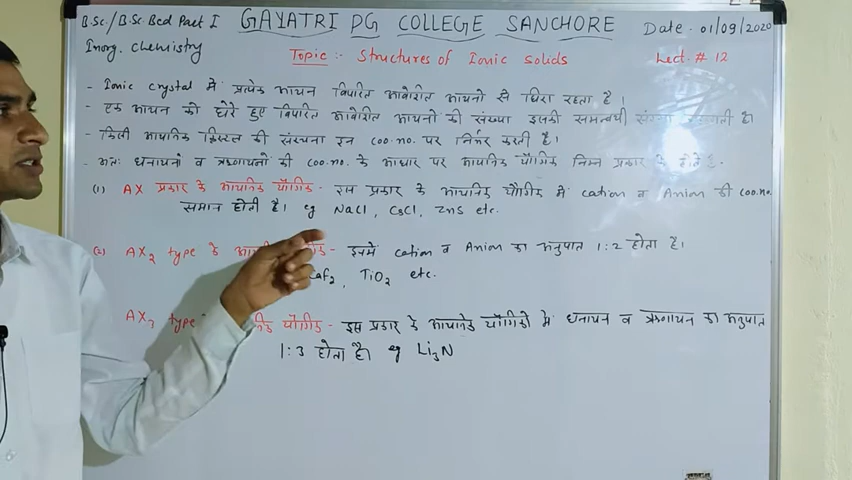 B.Sc./B.Sc. Bed Part I GAYATRI PG COLLEGE SANCHORE Date - 01/09/2020
Inorg. Chemistry Topic :- Structures of Ionic solids Lect. # 12
- Ionic crystal में प्रत्येक आयन विपरित आवेशित आयनों से घिरा रहता है।
- एक आयन को घेरे हुए विपरित आवेशित आयनों की संख्या इसकी समन्वयी संख्या है।
- किसी आयनिक क्रिस्टल की संरचना इन coo.no. पर निर्भर करती है।
- अतः धनायनों व ऋणायनों की coo.no. के आधार पर आयनिक यौगिक निम्न प्रकार के होते है-
(1) AX प्रकार के आयनिक यौगिक - इस प्रकार के आयनिक यौगिक में cation व Anion की coo.no.
समान होती है। eg NaCl, CsCl, ZnS etc.
(2) AX2 type के यौगिक - इसमें cation व Anion का अनुपात 1:2 होता है।
CaF2, TiO2 etc.
AX3 type यौगिक - इस प्रकार के आयनिक यौगिकों में धनायन व ऋणायन का अनुपात
1:3 होता है। eg Li3N